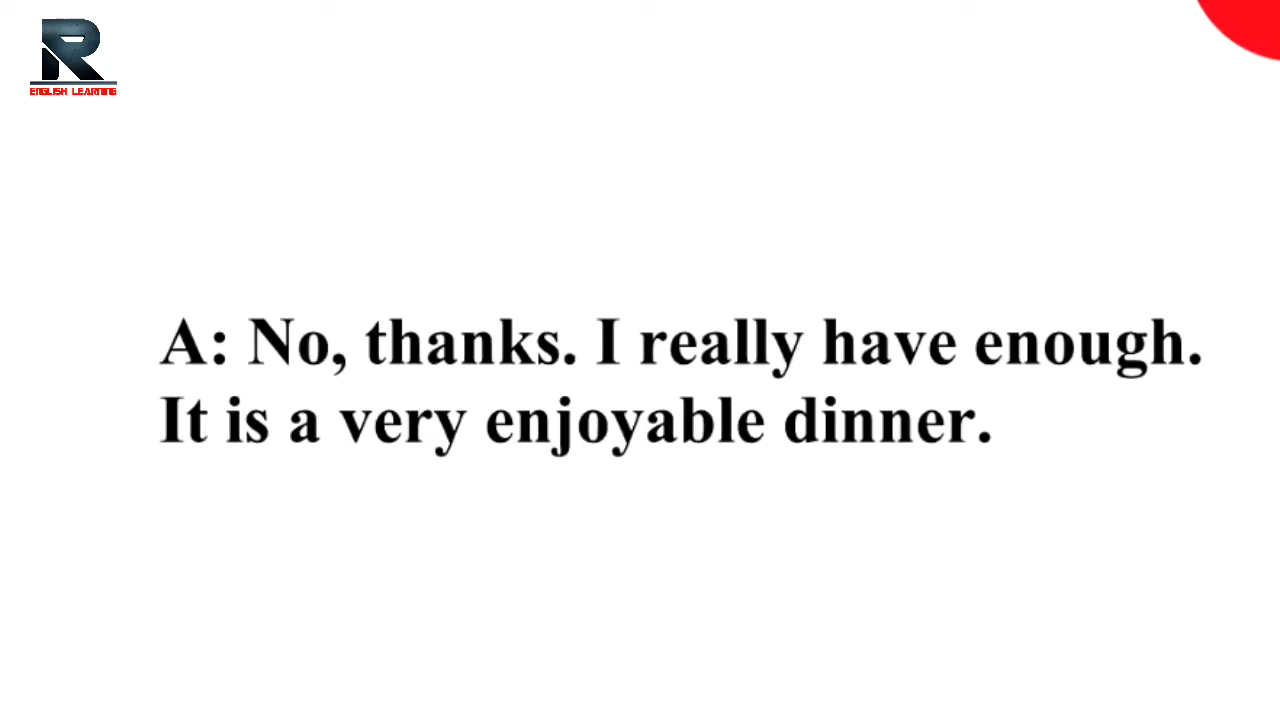 R
ENGLISH LEARNING
A: No, thanks. I really have enough.
It is a very enjoyable dinner.